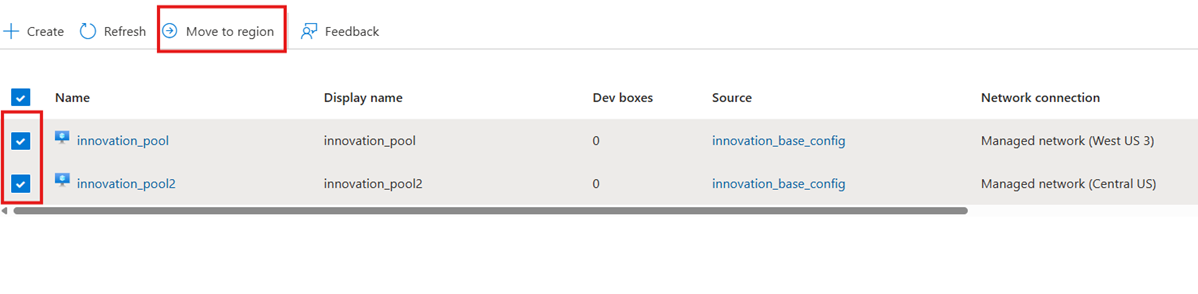 Create Refresh Move to region Feedback
Name Display name Dev boxes Source Network connection
innovation_pool innovation_pool 0 innovation_base_config Managed network (West US 3)
innovation_pool2 innovation_pool2 0 innovation_base_config Managed network (Central US)